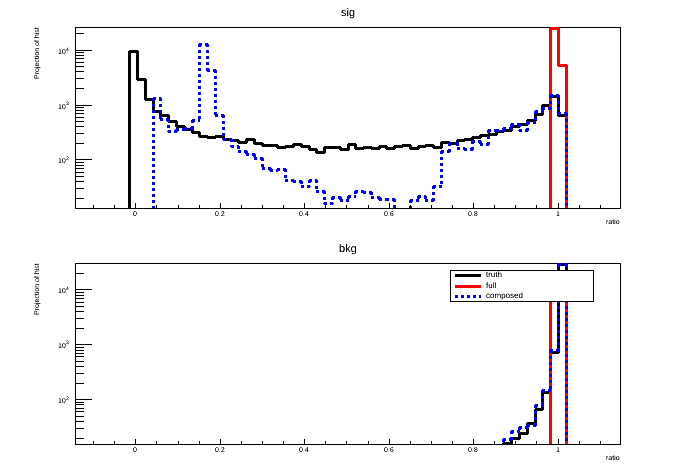 sig
Projection of hist
10⁴
10³
10²
0 0.2 0.4 0.6 0.8 1
ratio
bkg
Projection of hist
truth
full
composed
10⁴
10³
10²
0 0.2 0.4 0.6 0.8 1
ratio